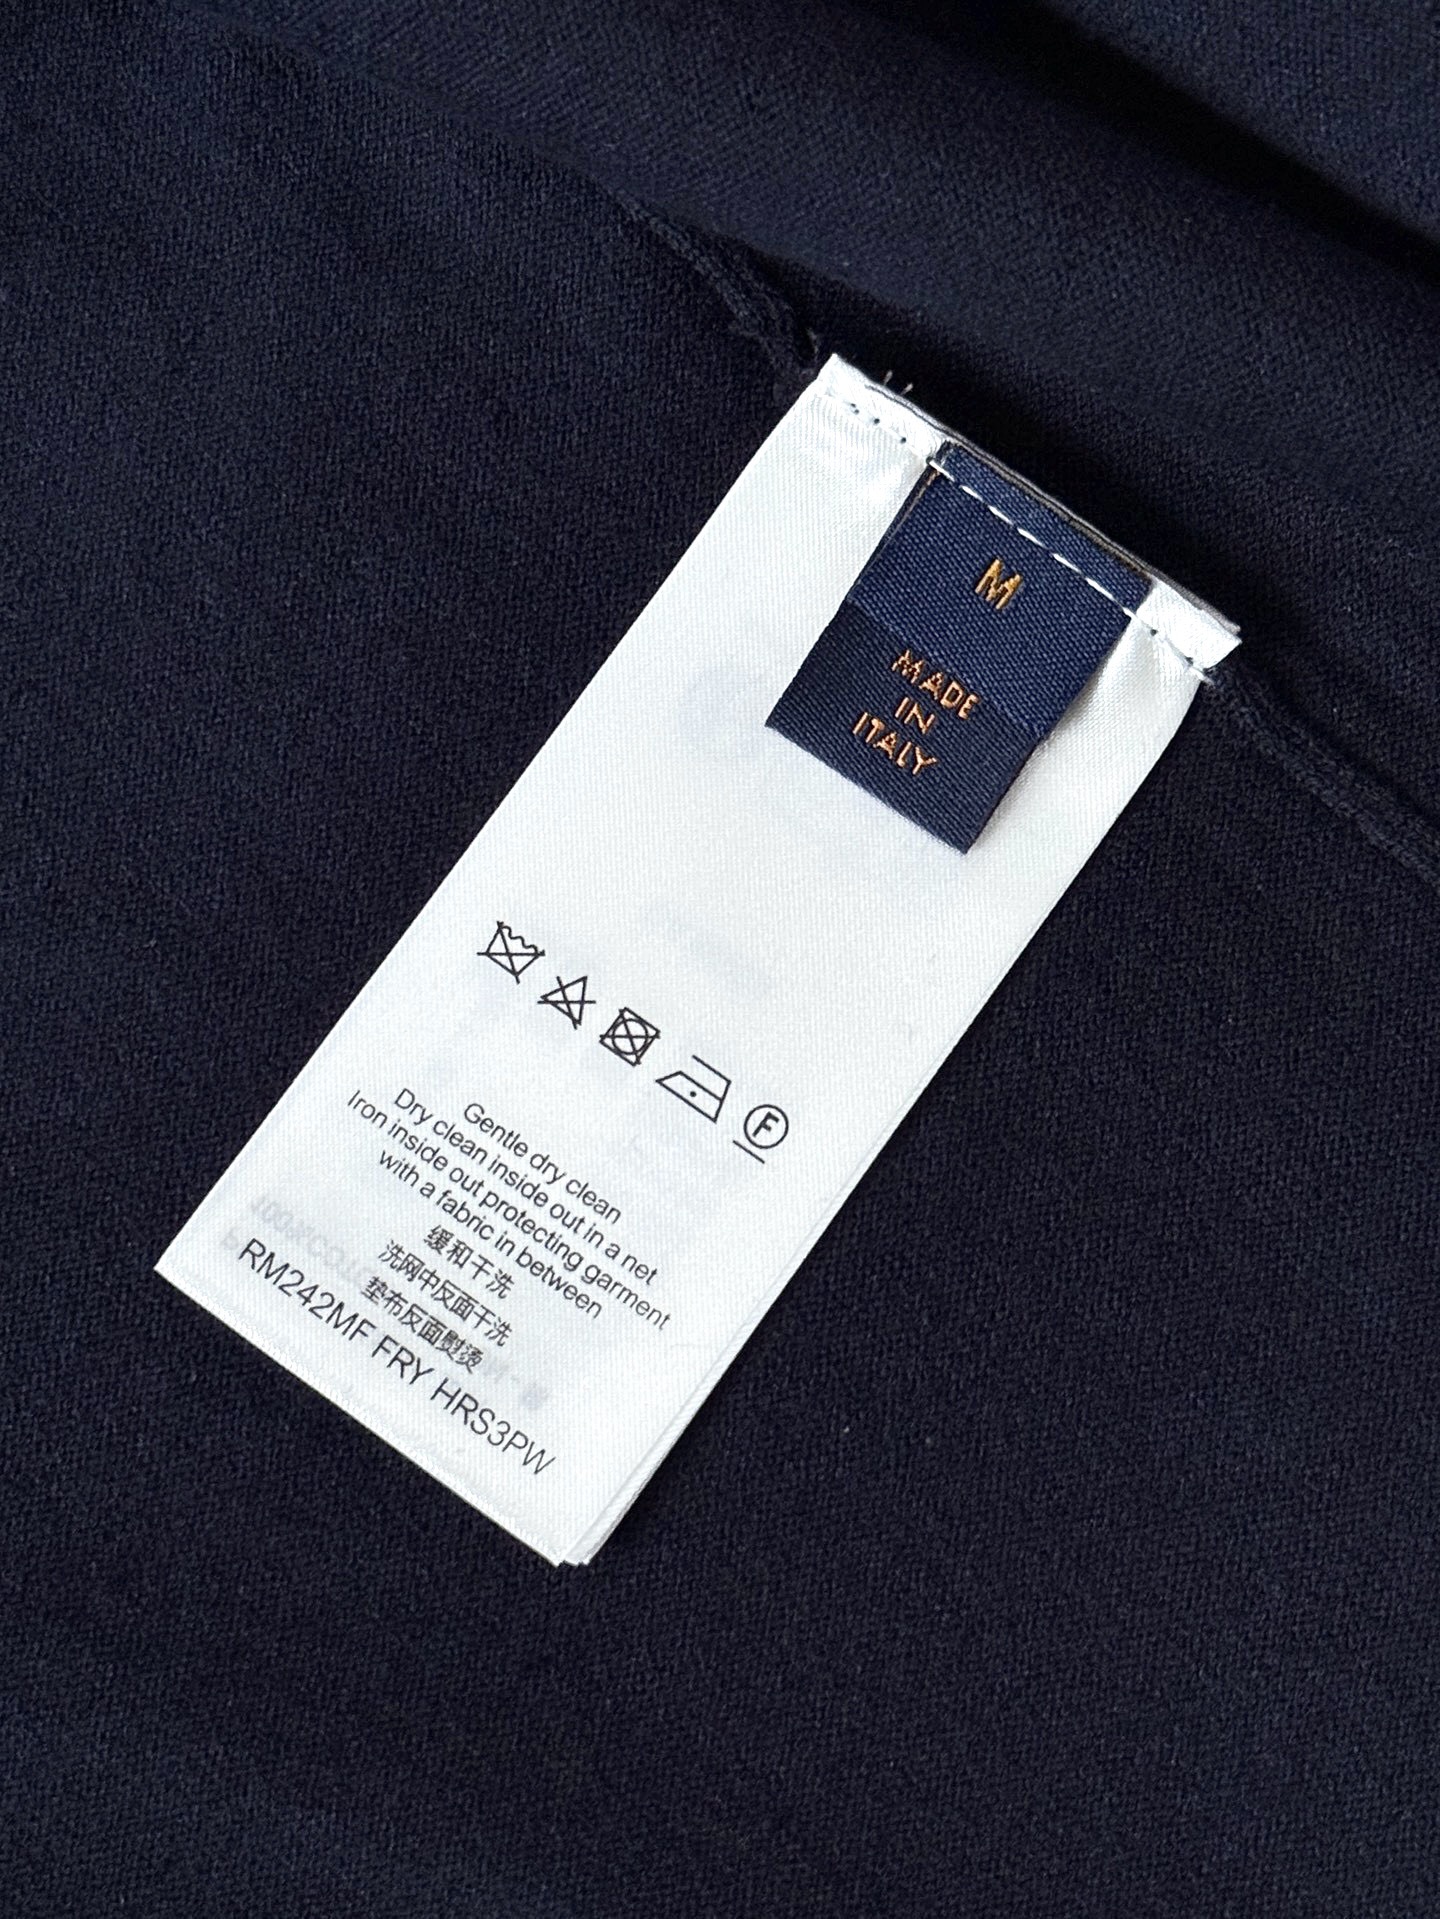 M
MADE
IN
ITALY
F
Gentle dry clean
Dry clean inside out in a net
Iron inside out protecting garment
with a fabric in between
缓和干洗
洗网中反面干洗
垫布反面熨烫
RM242MF FRY HRS3PW